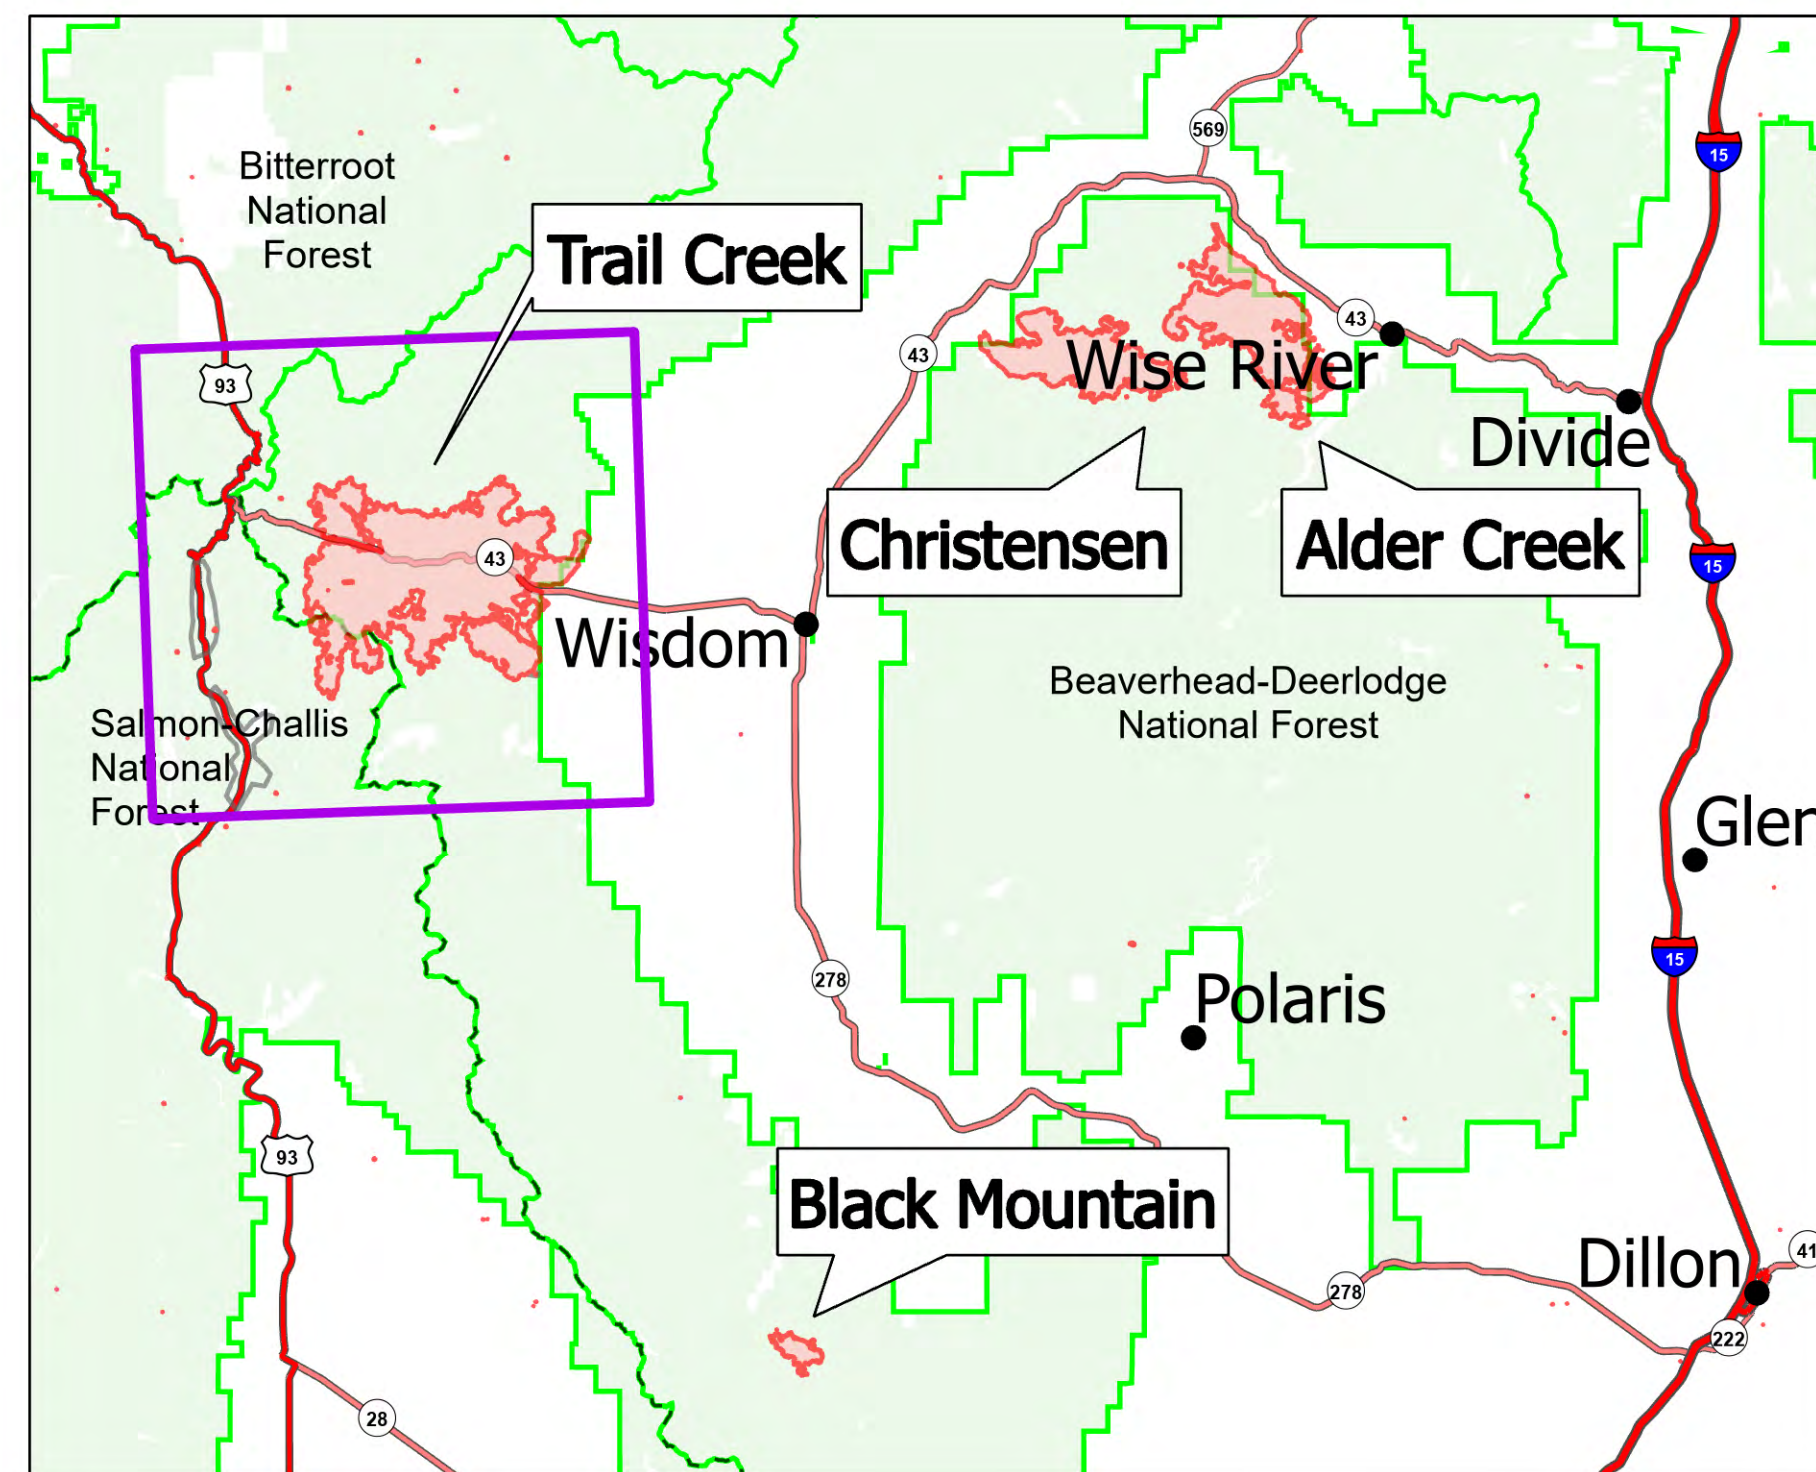 569
15
Bitterroot
National
Forest
Trail Creek
43
43
93
Wise River
Divide
Christensen
Alder Creek
43
15
Wisdom
Beaverhead-Deerlodge
National Forest
Salmon-Challis
National
Forest
Glen
15
278
Polaris
93
Black Mountain
Dillon
41
278
222
28